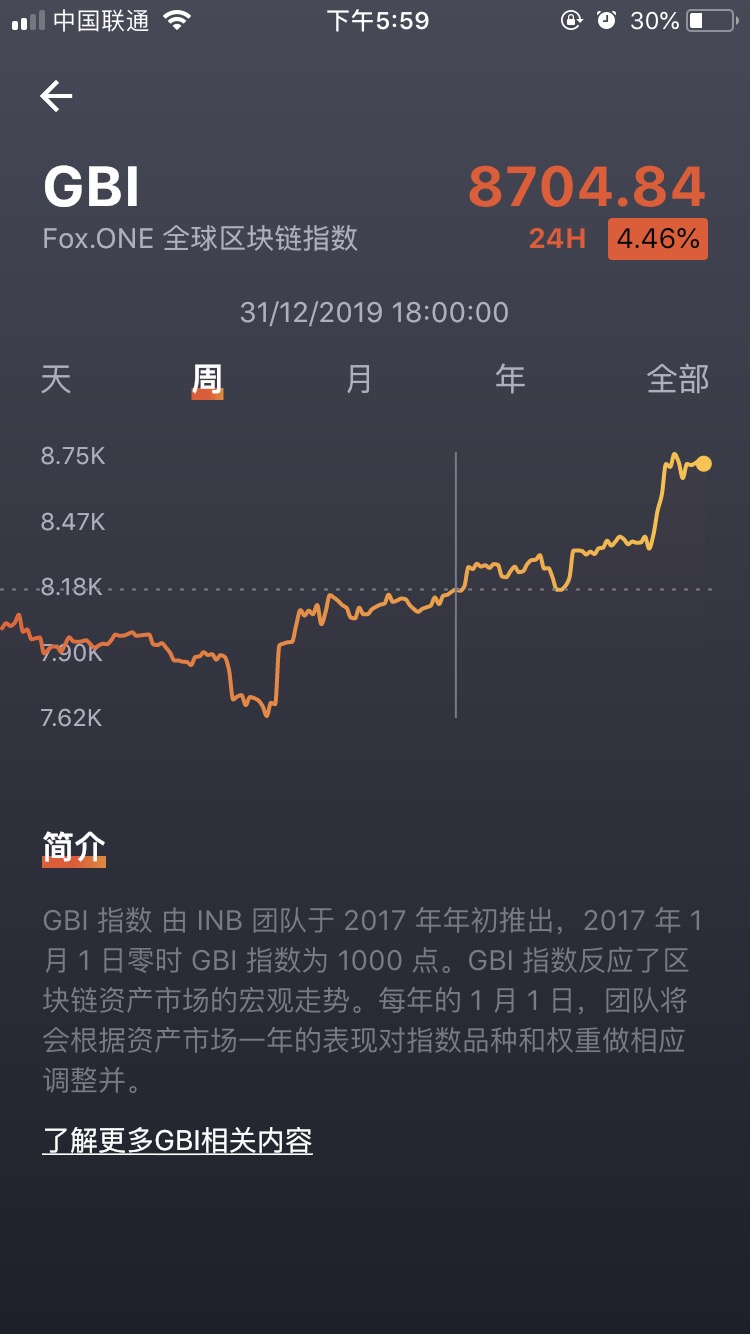 中国联通 下午5:59 30%
GBI 8704.84
Fox.ONE 全球区块链指数 24H 4.46%
31/12/2019 18:00:00
天 周 月 年 全部
8.75K
8.47K
8.18K
7.90K
7.62K
简介
GBI 指数 由 INB 团队于 2017 年年初推出，2017 年 1
月 1 日零时 GBI 指数为 1000 点。GBI 指数反应了区
块链资产市场的宏观走势。每年的 1 月 1 日，团队将
会根据资产市场一年的表现对指数品种和权重做相应
调整并。
了解更多GBI相关内容